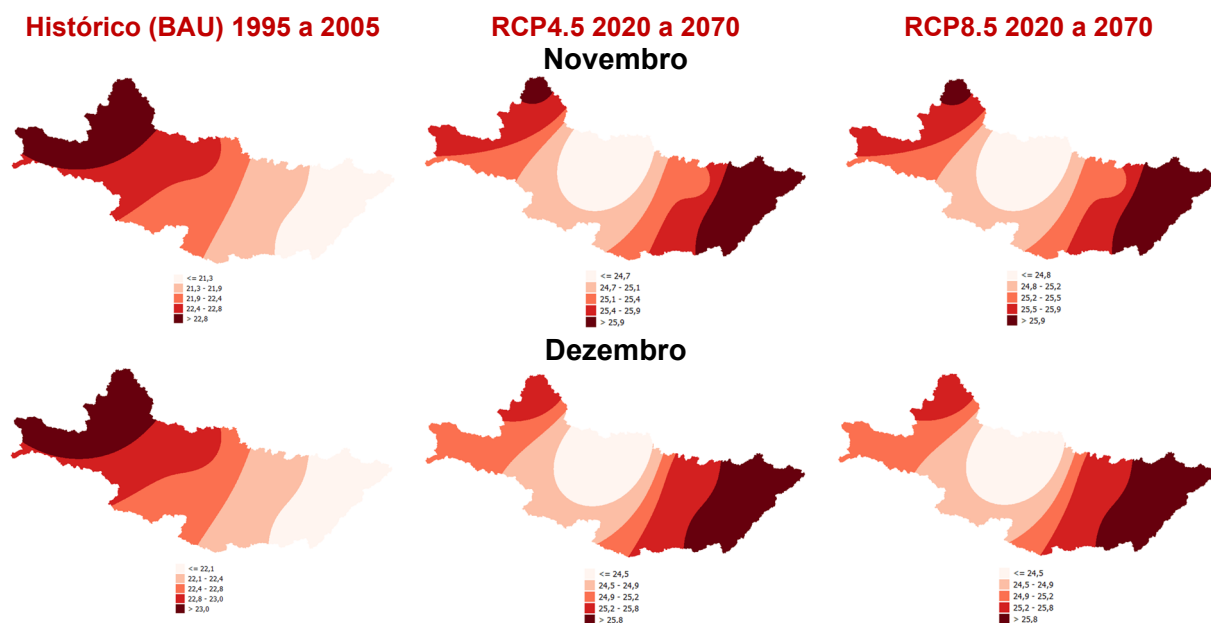 Histórico (BAU) 1995 a 2005
RCP4.5 2020 a 2070
RCP8.5 2020 a 2070
Novembro
<= 21,3
21,3 - 21,9
21,9 - 22,4
22,4 - 22,8
> 22,8
<= 24,7
24,7 - 25,1
25,1 - 25,4
25,4 - 25,9
> 25,9
<= 24,8
24,8 - 25,2
25,2 - 25,5
25,5 - 25,9
> 25,9
Dezembro
<= 22,1
22,1 - 22,4
22,4 - 22,8
22,8 - 23,0
> 23,0
<= 24,5
24,5 - 24,9
24,9 - 25,2
25,2 - 25,8
> 25,8
<= 24,5
24,5 - 24,9
24,9 - 25,2
25,2 - 25,8
> 25,8